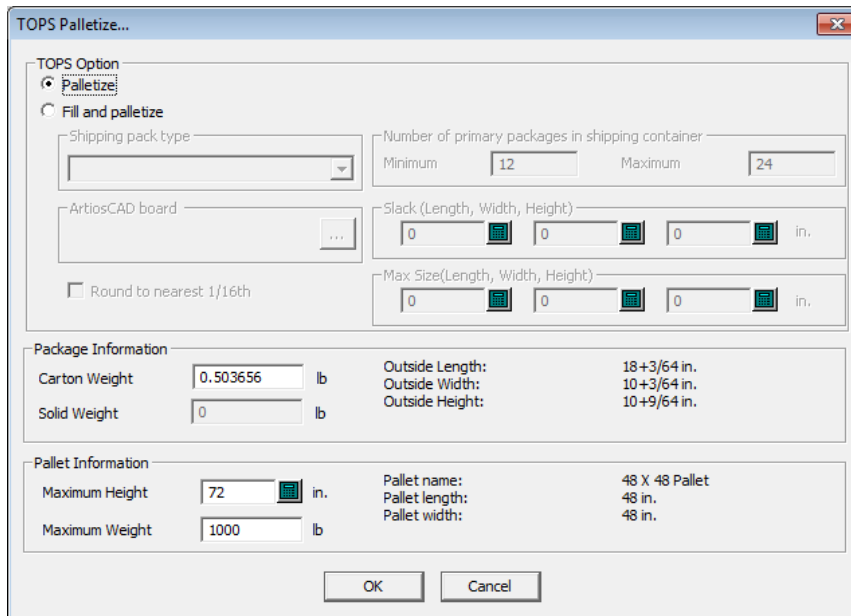 TOPS Palletize...
TOPS Option
Palletize
Fill and palletize
Shipping pack type
Number of primary packages in shipping container
Minimum 12 Maximum 24
ArtiosCAD board
...
Slack (Length, Width, Height)
0 0 0 in.
Round to nearest 1/16th
Max Size(Length, Width, Height)
0 0 0 in.
Package Information
Carton Weight 0.503656 lb
Solid Weight 0 lb
Outside Length: 18+3/64 in.
Outside Width: 10+3/64 in.
Outside Height: 10+9/64 in.
Pallet Information
Maximum Height 72 in.
Maximum Weight 1000 lb
Pallet name: 48 X 48 Pallet
Pallet length: 48 in.
Pallet width: 48 in.
OK Cancel